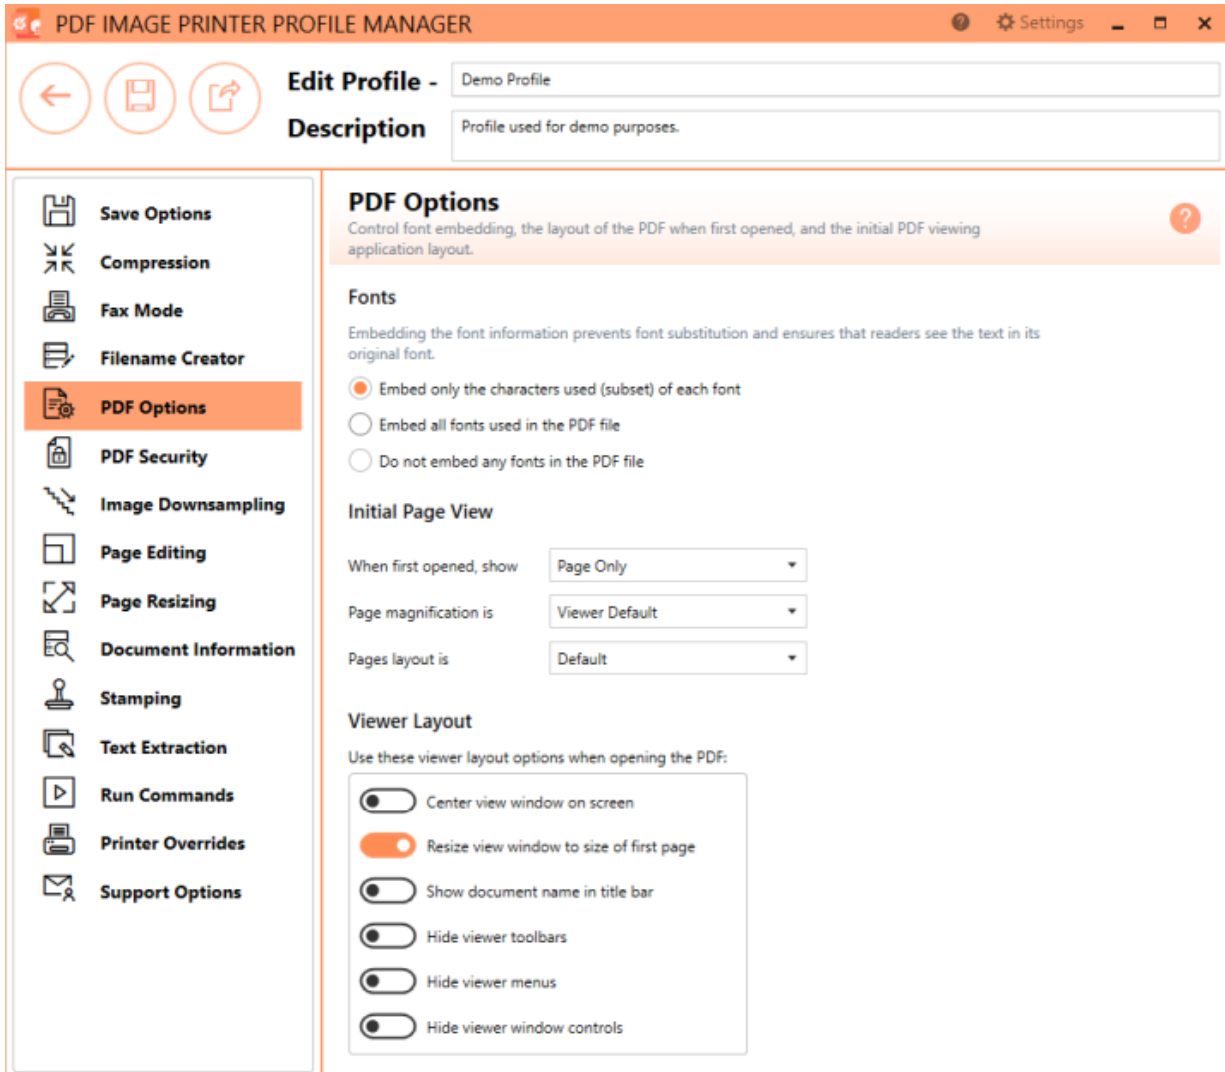 PDF IMAGE PRINTER PROFILE MANAGER
? Settings
Edit Profile - Demo Profile
Description Profile used for demo purposes.
Save Options
Compression
Fax Mode
Filename Creator
PDF Options
PDF Security
Image Downsampling
Page Editing
Page Resizing
Document Information
Stamping
Text Extraction
Run Commands
Printer Overrides
Support Options
PDF Options
Control font embedding, the layout of the PDF when first opened, and the initial PDF viewing
application layout.
?
Fonts
Embedding the font information prevents font substitution and ensures that readers see the text in its
original font.
Embed only the characters used (subset) of each font
Embed all fonts used in the PDF file
Do not embed any fonts in the PDF file
Initial Page View
When first opened, show Page Only
Page magnification is Viewer Default
Pages layout is Default
Viewer Layout
Use these viewer layout options when opening the PDF:
Center view window on screen
Resize view window to size of first page
Show document name in title bar
Hide viewer toolbars
Hide viewer menus
Hide viewer window controls